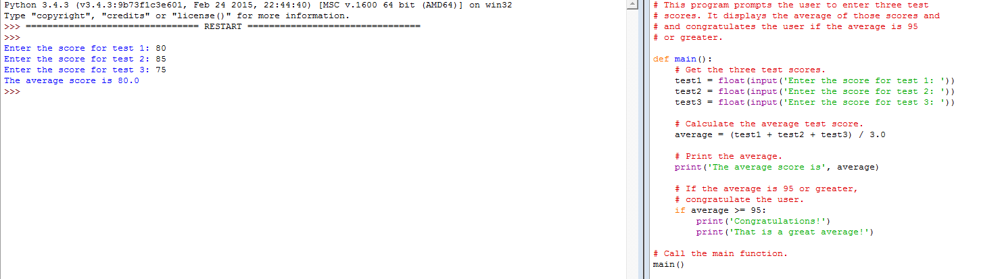 Python 3.4.3 (v3.4.3:9b73f1c3e601, Feb 24 2015, 22:44:40) [MSC v.1600 64 bit (AMD64)] on win32
Type "copyright", "credits" or "license()" for more information.
>>> ================================ RESTART ================================
>>>
Enter the score for test 1: 80
Enter the score for test 2: 85
Enter the score for test 3: 75
The average score is 80.0
>>>
# This program prompts the user to enter three test
# scores. It displays the average of those scores and
# and congratulates the user if the average is 95
# or greater.

def main():
    # Get the three test scores.
    test1 = float(input('Enter the score for test 1: '))
    test2 = float(input('Enter the score for test 2: '))
    test3 = float(input('Enter the score for test 3: '))

    # Calculate the average test score.
    average = (test1 + test2 + test3) / 3.0

    # Print the average.
    print('The average score is', average)

    # If the average is 95 or greater,
    # congratulate the user.
    if average >= 95:
        print('Congratulations!')
        print('That is a great average!')

# Call the main function.
main()